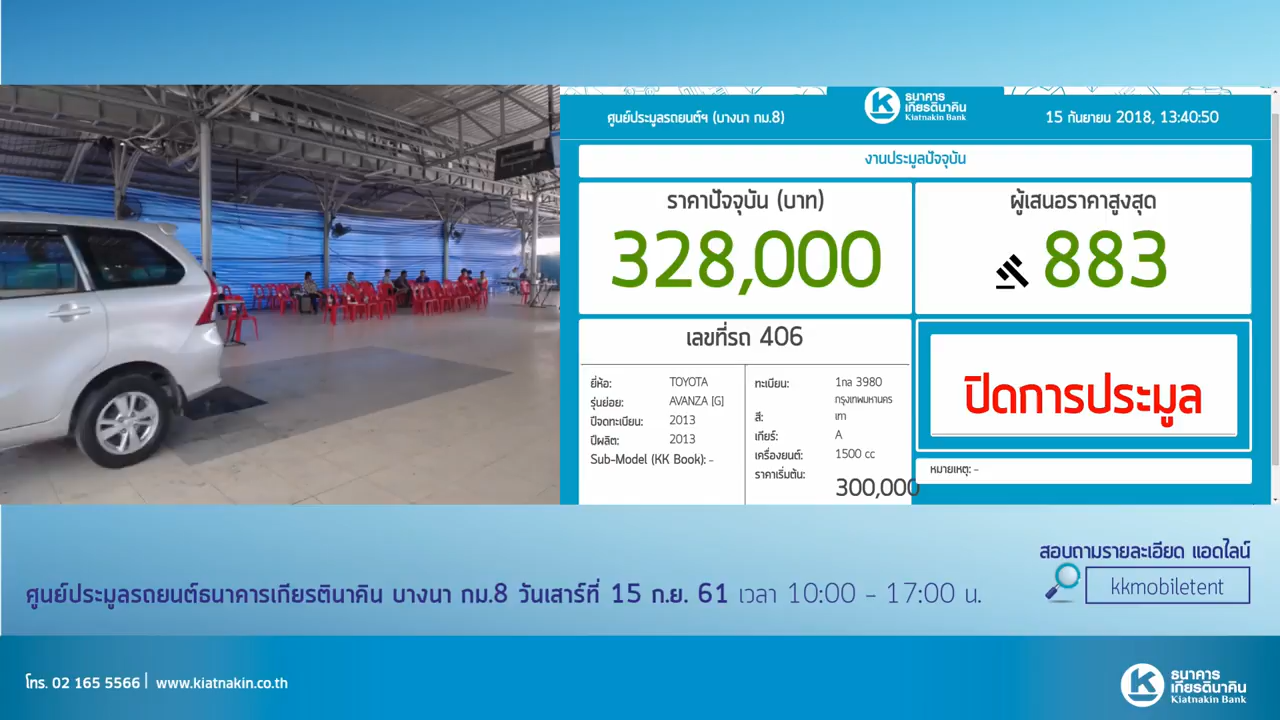 ศูนย์ประมูลรถยนต์ฯ (บางนา กม.8)
ธนาคาร
เกียรตินาคิน
Kiatnakin Bank
15 กันยายน 2018, 13:40:50
งานประมูลปัจจุบัน
ราคาปัจจุบัน (บาท)
328,000
ผู้เสนอราคาสูงสุด
883
เลขที่รถ 406
ยี่ห้อ: TOYOTA
รุ่นย่อย: AVANZA [G]
ปีจดทะเบียน: 2013
ปีผลิต: 2013
Sub-Model (KK Book): -
ทะเบียน: 1กล 3980
กรุงเทพมหานคร
สี: เทา
เกียร์: A
เครื่องยนต์: 1500 cc
ราคาเริ่มต้น: 300,000
ปิดการประมูล
หมายเหตุ: -
สอบถามรายละเอียด แอดไลน์
kkmobiletent
ศูนย์ประมูลรถยนต์ธนาคารเกียรตินาคิน บางนา กม.8 วันเสาร์ที่ 15 ก.ย. 61 เวลา 10:00 - 17:00 น.
โทร. 02 165 5566 | www.kiatnakin.co.th
ธนาคาร
เกียรตินาคิน
Kiatnakin Bank